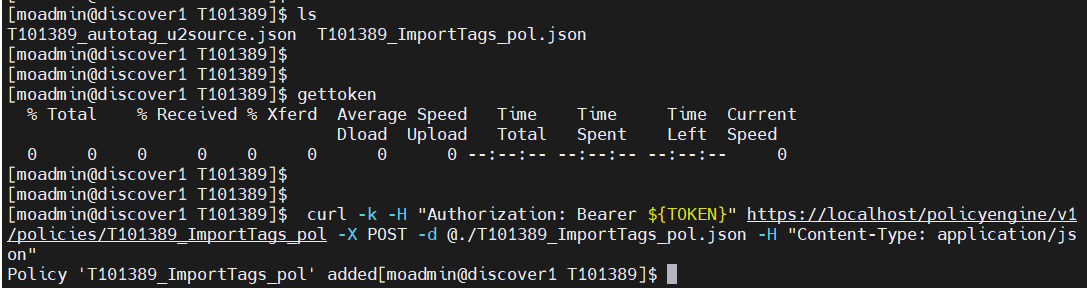 [moadmin@discover1 T101389]$ ls
T101389_autotag_u2source.json  T101389_ImportTags_pol.json
[moadmin@discover1 T101389]$
[moadmin@discover1 T101389]$
[moadmin@discover1 T101389]$ gettoken
  % Total    % Received % Xferd  Average Speed   Time    Time     Time  Current
                                 Dload  Upload   Total   Spent    Left  Speed
  0     0    0     0    0     0      0      0 --:--:-- --:--:-- --:--:--     0
[moadmin@discover1 T101389]$
[moadmin@discover1 T101389]$
[moadmin@discover1 T101389]$  curl -k -H "Authorization: Bearer ${TOKEN}" https://localhost/policyengine/v1
/policies/T101389_ImportTags_pol -X POST -d @./T101389_ImportTags_pol.json -H "Content-Type: application/js
on"
Policy 'T101389_ImportTags_pol' added[moadmin@discover1 T101389]$